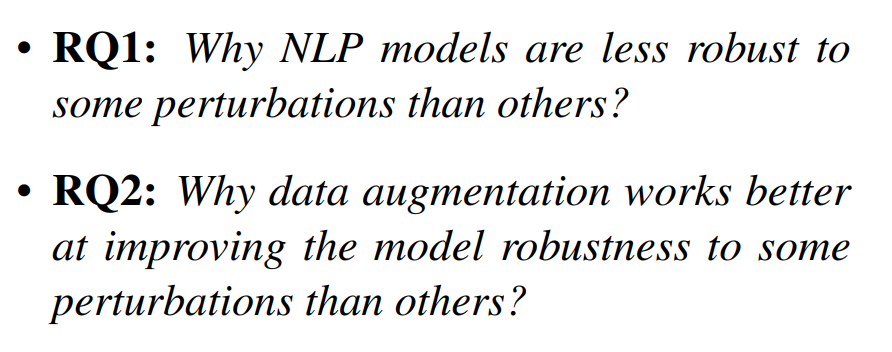 • RQ1: Why NLP models are less robust to
some perturbations than others?
• RQ2: Why data augmentation works better
at improving the model robustness to some
perturbations than others?